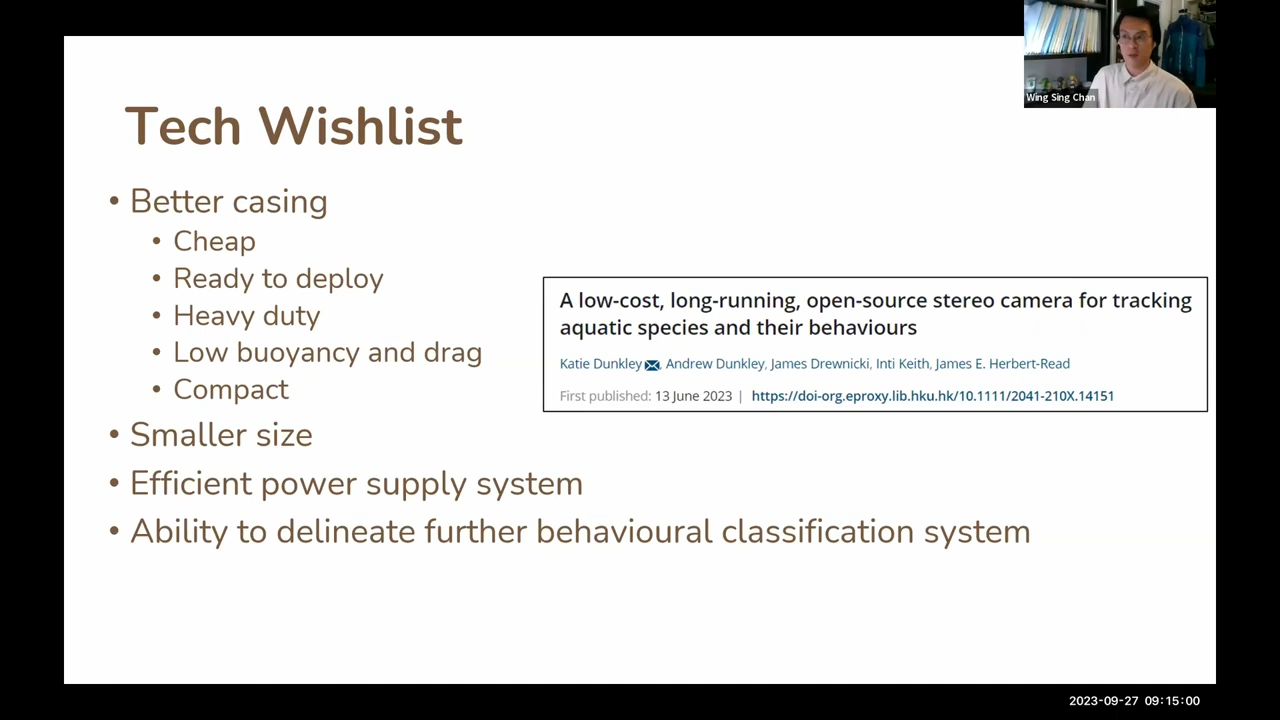 Wing Sing Chan
Tech Wishlist
• Better casing
• Cheap
• Ready to deploy
• Heavy duty
• Low buoyancy and drag
• Compact
• Smaller size
• Efficient power supply system
• Ability to delineate further behavioural classification system
A low-cost, long-running, open-source stereo camera for tracking
aquatic species and their behaviours
Katie Dunkley, Andrew Dunkley, James Drewnicki, Inti Keith, James E. Herbert-Read
First published: 13 June 2023 | https://doi-org.eproxy.lib.hku.hk/10.1111/2041-210X.14151
2023-09-27 09:15:00